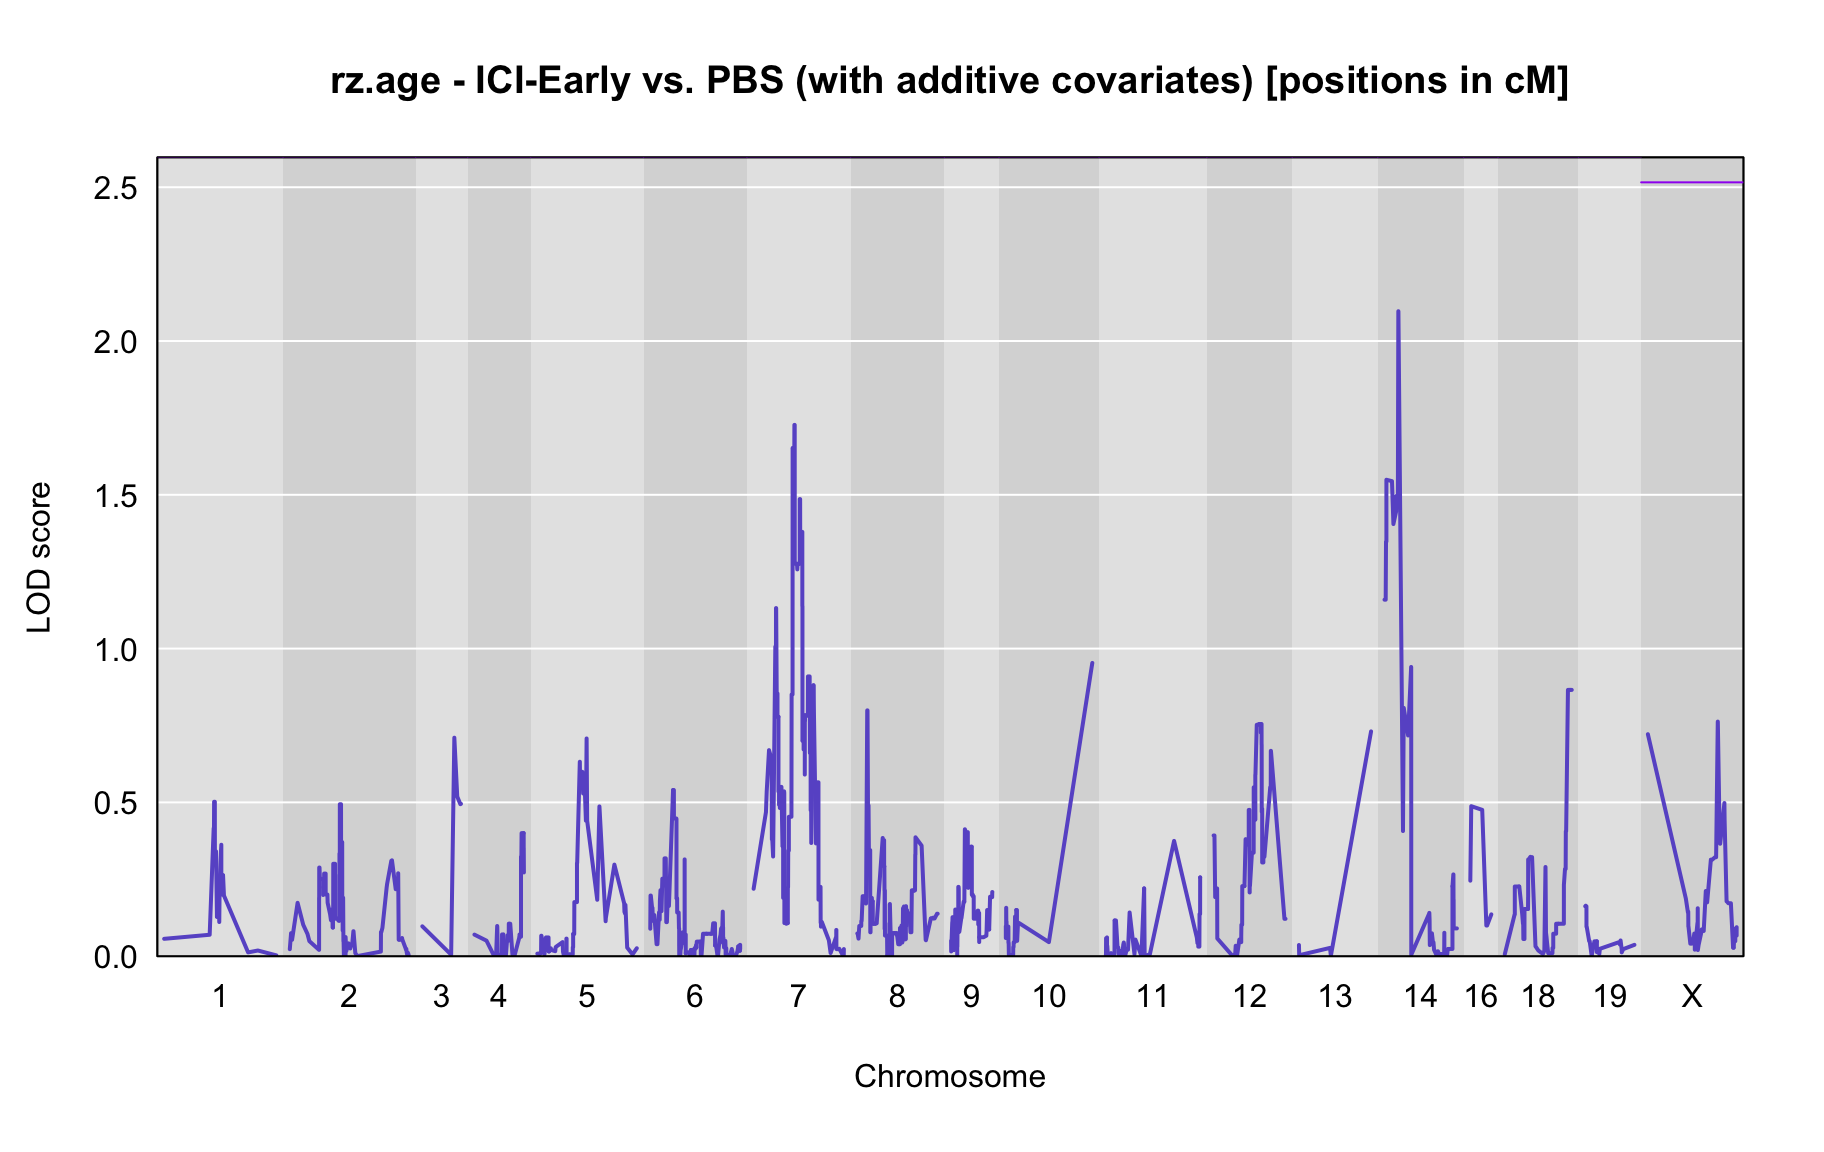 rz.age - ICI-Early vs. PBS (with additive covariates) [positions in cM]
2.5
2.0
1.5
1.0
0.5
0.0
LOD score
1 2 3 4 5 6 7 8 9 10 11 12 13 14 16 18 19 X
Chromosome